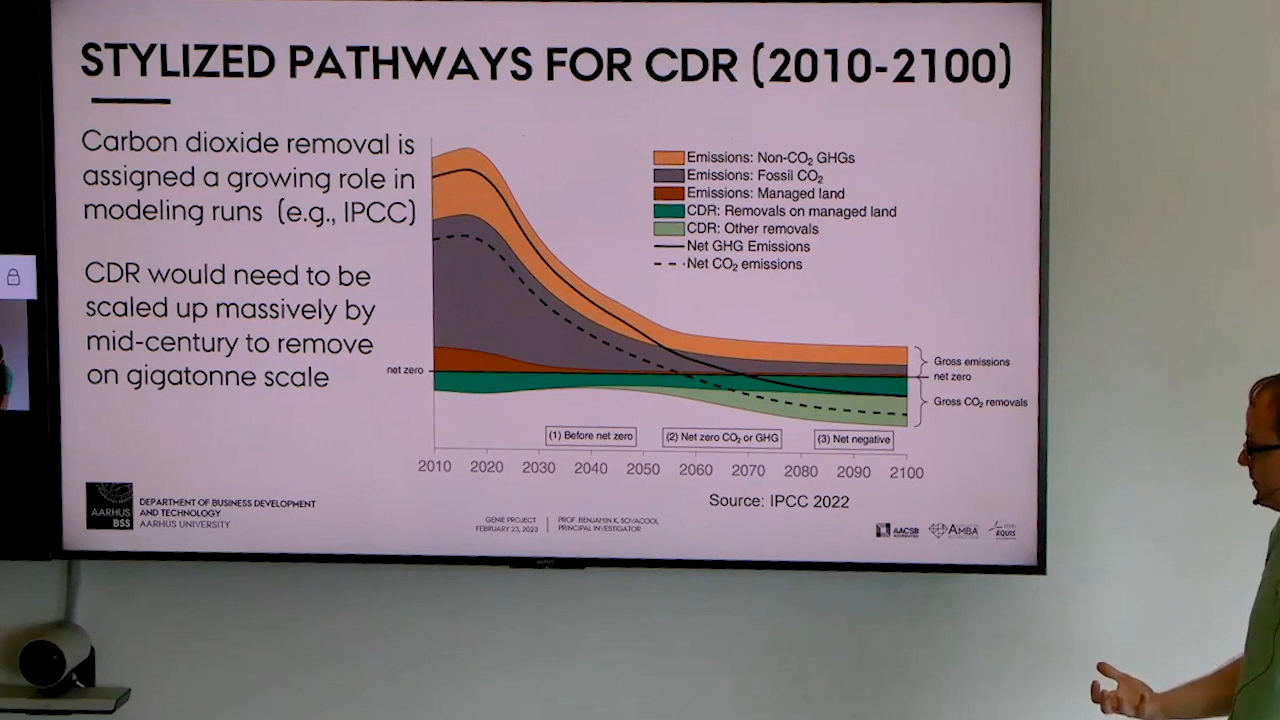 STYLIZED PATHWAYS FOR CDR (2010-2100)
Carbon dioxide removal is
assigned a growing role in
modeling runs (e.g., IPCC)
CDR would need to be
scaled up massively by
mid-century to remove
on gigatonne scale
Emissions: Non-CO₂ GHGs
Emissions: Fossil CO₂
Emissions: Managed land
CDR: Removals on managed land
CDR: Other removals
Net GHG Emissions
Net CO₂ emissions
net zero
Gross emissions
net zero
Gross CO₂ removals
(1) Before net zero
(2) Net zero CO₂ or GHG
(3) Net negative
2010 2020 2030 2040 2050 2060 2070 2080 2090 2100
Source: IPCC 2022
AARHUS
BSS
DEPARTMENT OF BUSINESS DEVELOPMENT
AND TECHNOLOGY
AARHUS UNIVERSITY
GENIE PROJECT
FEBRUARY 23, 2023
PROF. BENJAMIN K. SOVACOOL
PRINCIPAL INVESTIGATOR
AACSB
ACCREDITED
AMBA
EQUIS